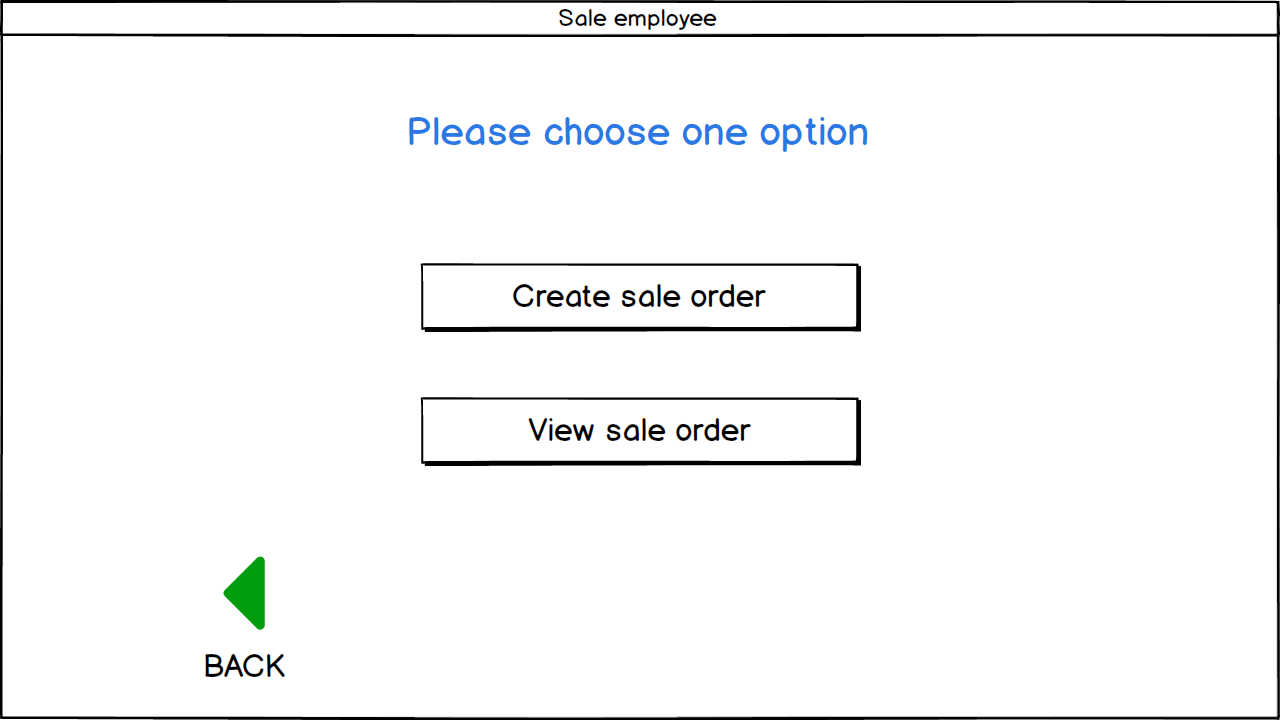 Sale employee
Please choose one option
Create sale order
View sale order
BACK